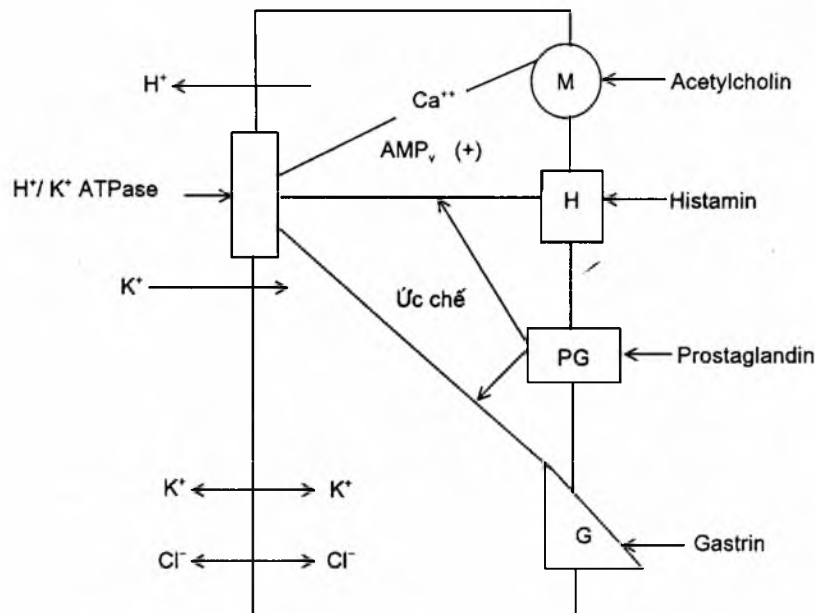 H⁺
M
Acetylcholin
Ca⁺⁺
AMPᵥ (+)
H⁺/ K⁺ ATPase
H
Histamin
K⁺
Ức chế
PG
Prostaglandin
K⁺ K⁺
G
Gastrin
Cl⁻ Cl⁻